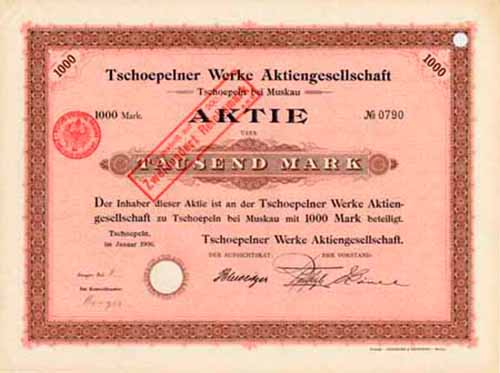 1000
1000
Tschoepelner Werke Aktiengesellschaft
Tschoepeln bei Muskau
1000 Mark.
№ 0790
AKTIE
ÜBER
TAUSEND MARK
Zweihundert Reichsmark
Der Inhaber dieser Aktie ist an der Tschoepelner Werke Aktien-
gesellschaft zu Tschoepeln bei Muskau mit 1000 Mark beteiligt.
Tschoepeln,
im Januar 1906.
Tschoepelner Werke Aktiengesellschaft.
DER AUFSICHTSRAT:
DER VORSTAND: